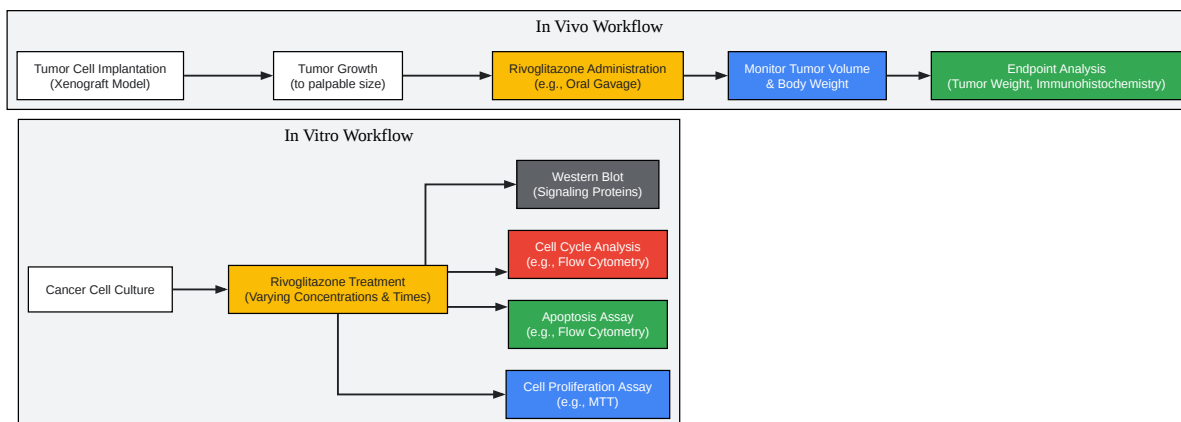 In Vivo Workflow
Tumor Cell Implantation
(Xenograft Model)
Tumor Growth
(to palpable size)
Rivoglitazone Administration
(e.g., Oral Gavage)
Monitor Tumor Volume
& Body Weight
Endpoint Analysis
(Tumor Weight, Immunohistochemistry)
In Vitro Workflow
Cancer Cell Culture
Rivoglitazone Treatment
(Varying Concentrations & Times)
Western Blot
(Signaling Proteins)
Cell Cycle Analysis
(e.g., Flow Cytometry)
Apoptosis Assay
(e.g., Flow Cytometry)
Cell Proliferation Assay
(e.g., MTT)